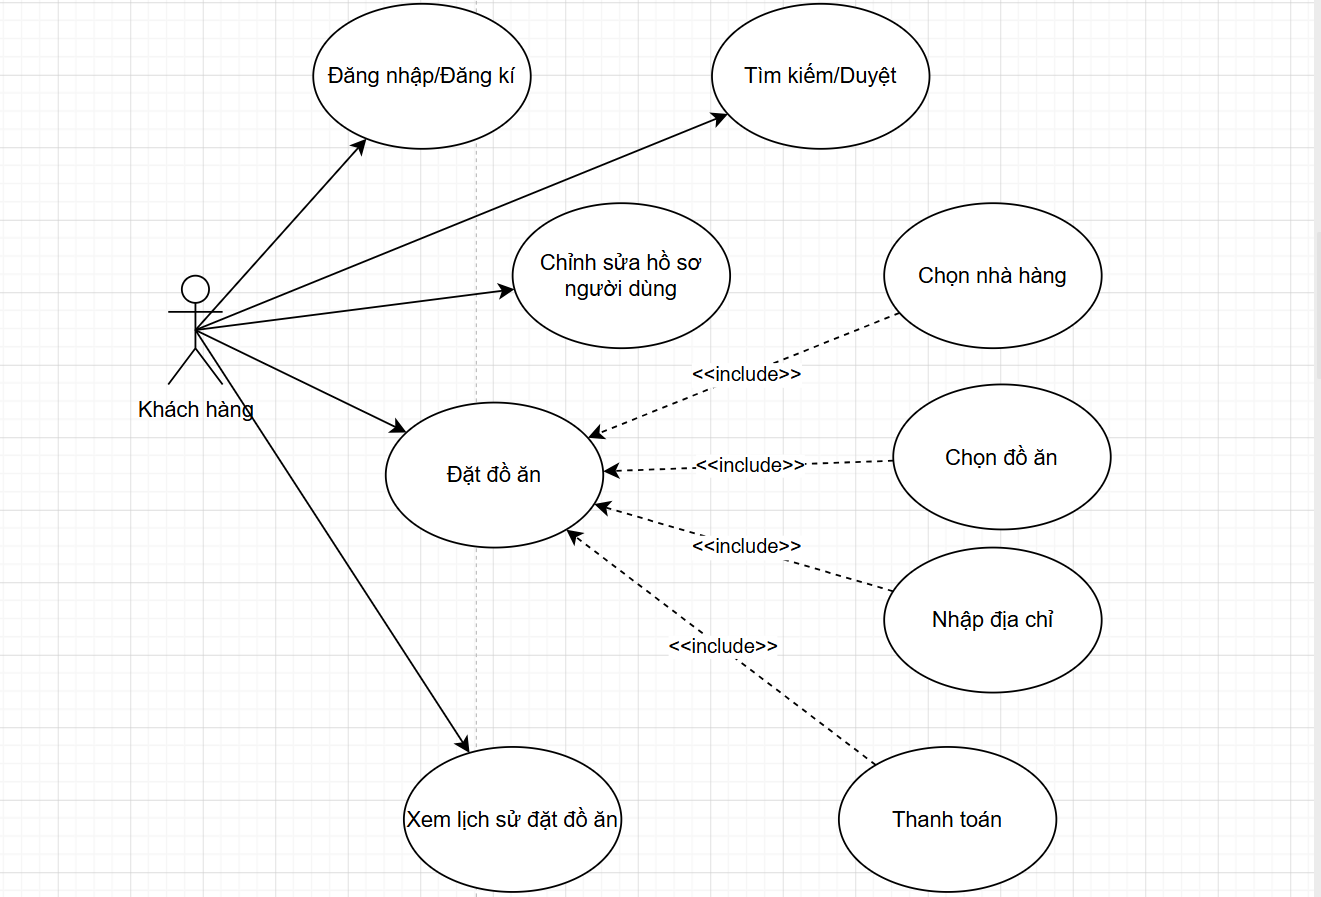 Đăng nhập/Đăng kí
Tìm kiếm/Duyệt
Chỉnh sửa hồ sơ
người dùng
Chọn nhà hàng
<<include>>
Khách hàng
Chọn đồ ăn
<<include>>
Đặt đồ ăn
<<include>>
Nhập địa chỉ
<<include>>
Xem lịch sử đặt đồ ăn
Thanh toán